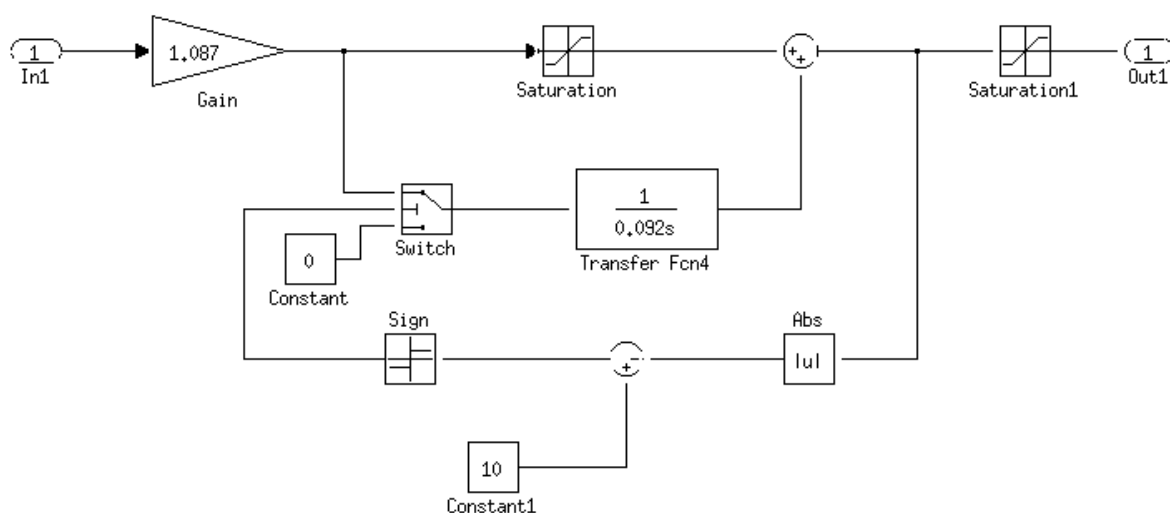 1
In1
1.087
Gain
Saturation
+
+
Saturation1
1
Out1
Switch
0
Constant
1
0.092s
Transfer Fcn4
Sign
-
+
Abs
|u|
10
Constant1